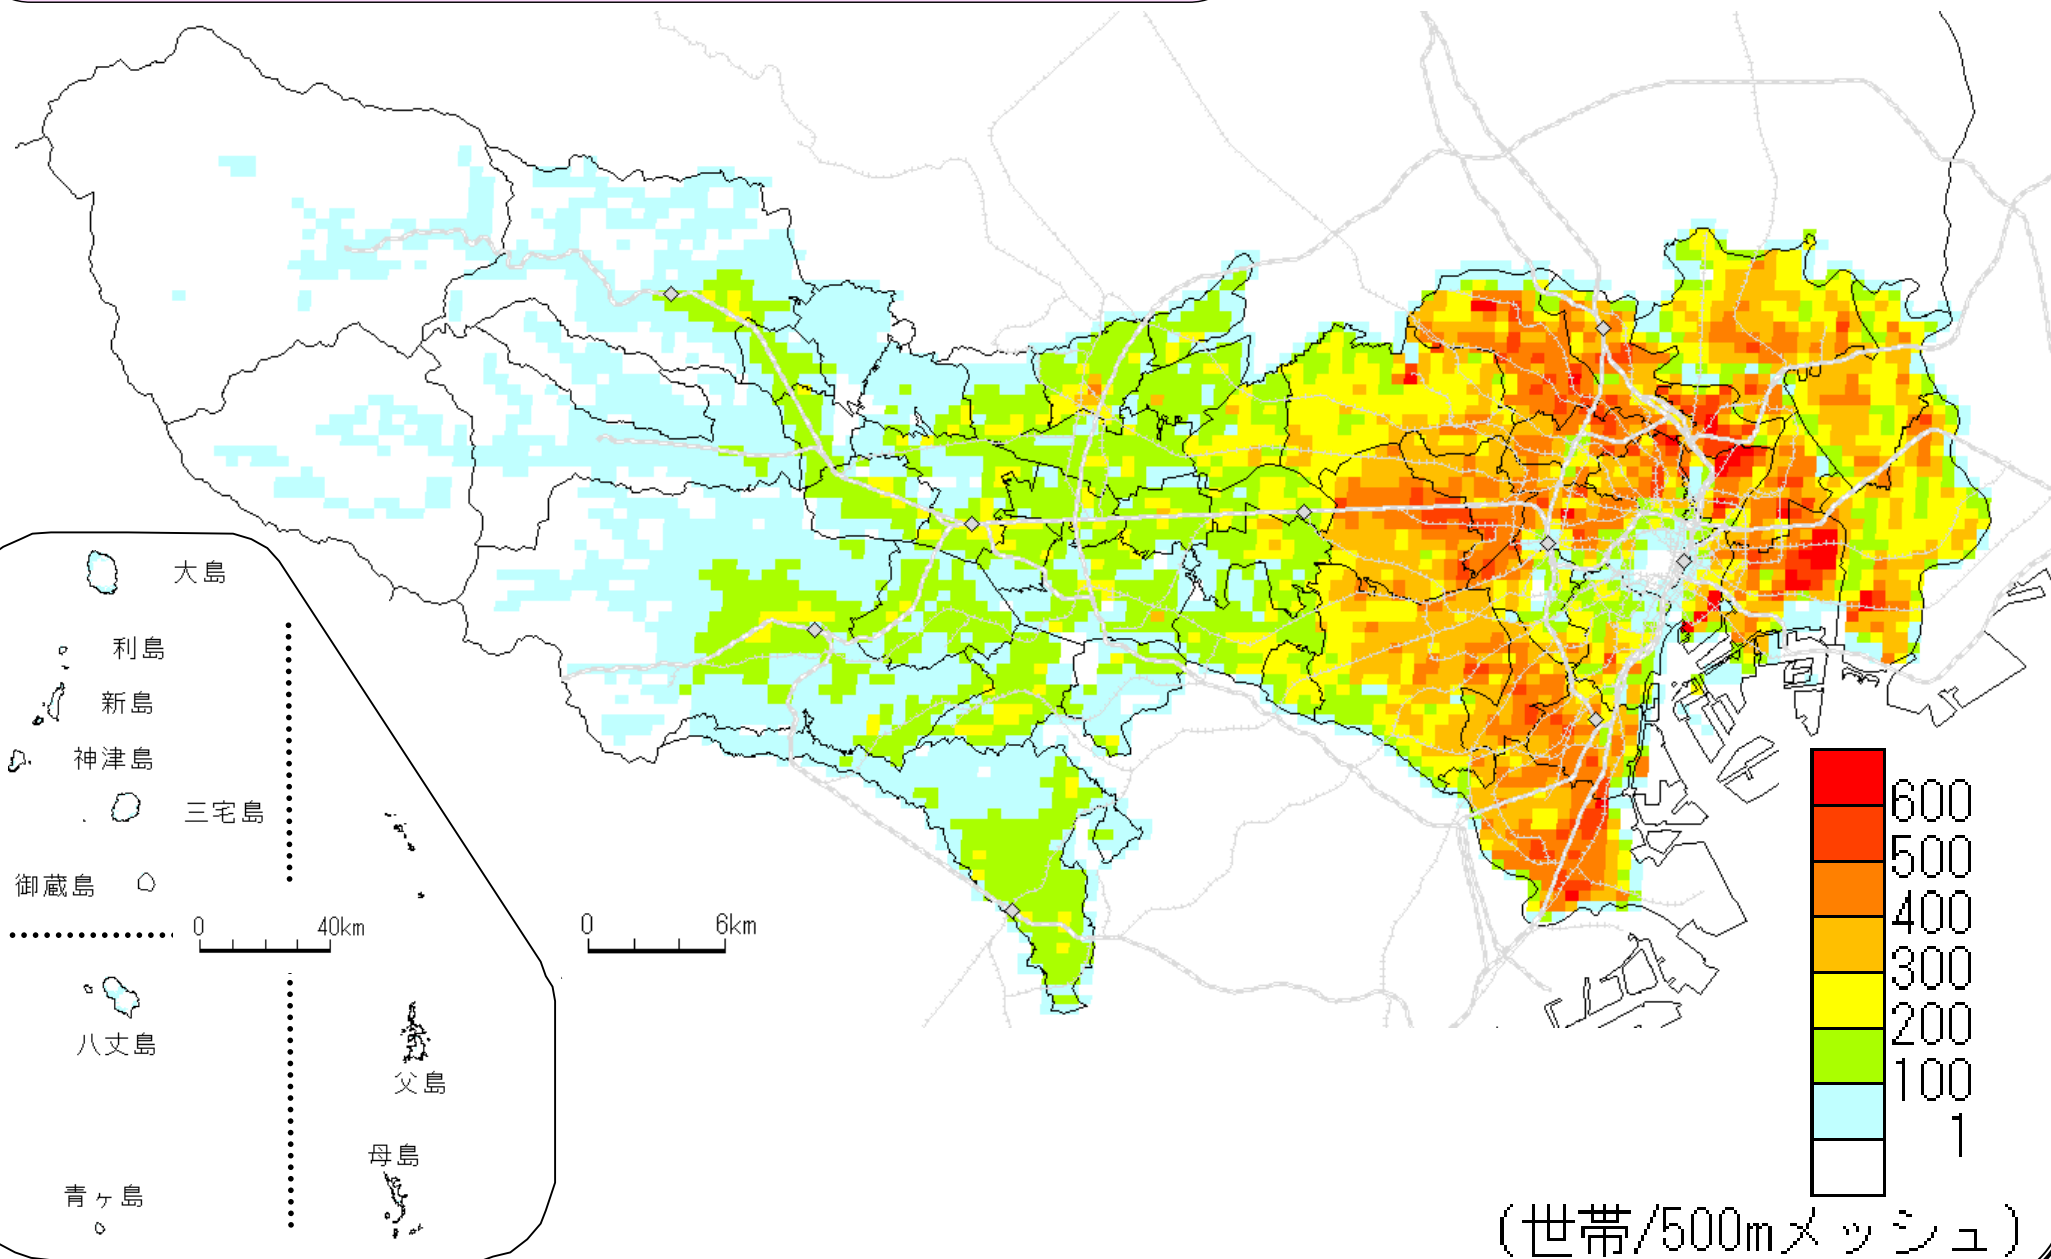 大島
利島
新島
神津島
三宅島
御蔵島
0 40km
0 6km
八丈島
父島
母島
青ヶ島
600
500
400
300
200
100
1
(世帯/500mメッシュ)